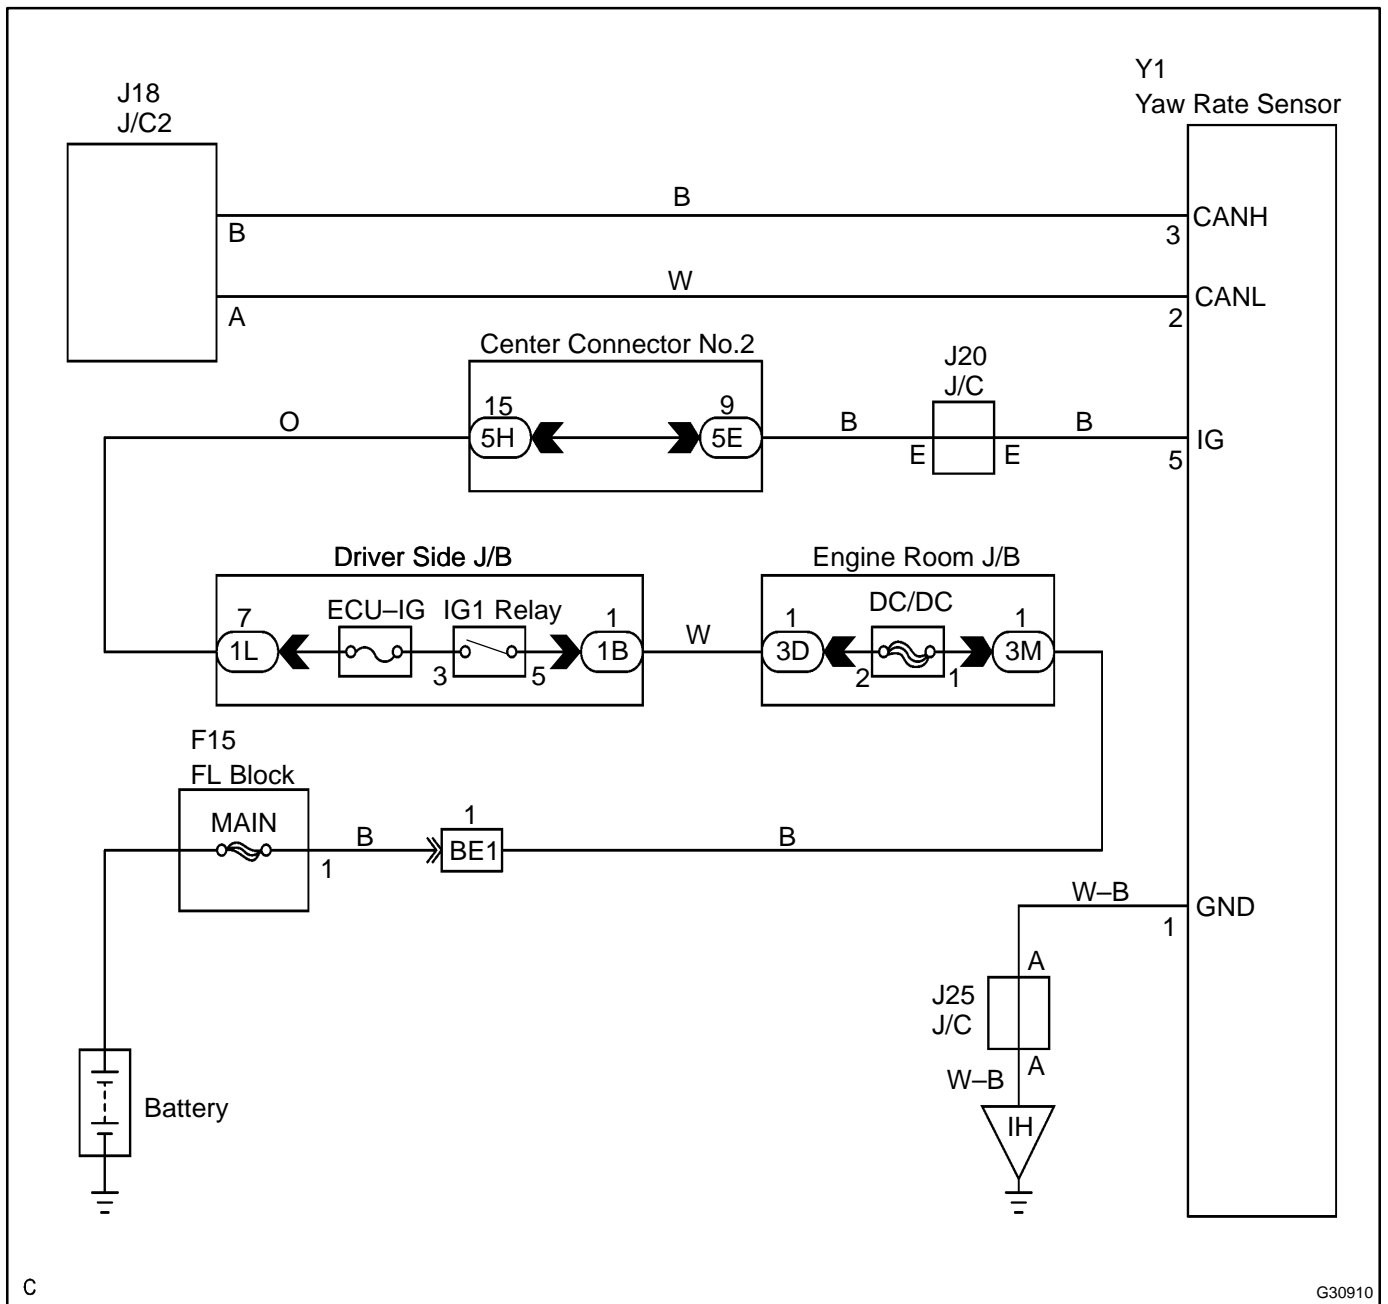 Y1
Yaw Rate Sensor
J18
J/C2
B
B
3
CANH
W
A
2
CANL
Center Connector No.2
J20
J/C
O
15
5H
9
5E
B
E
E
B
5
IG
Driver Side J/B
Engine Room J/B
7
1L
ECU–IG
IG1 Relay
3
5
1
1B
W
1
3D
DC/DC
2
1
1
3M
F15
FL Block
MAIN
1
B
1
BE1
B
W–B
1
GND
A
J25
J/C
A
W–B
IH
Battery
C
G30910